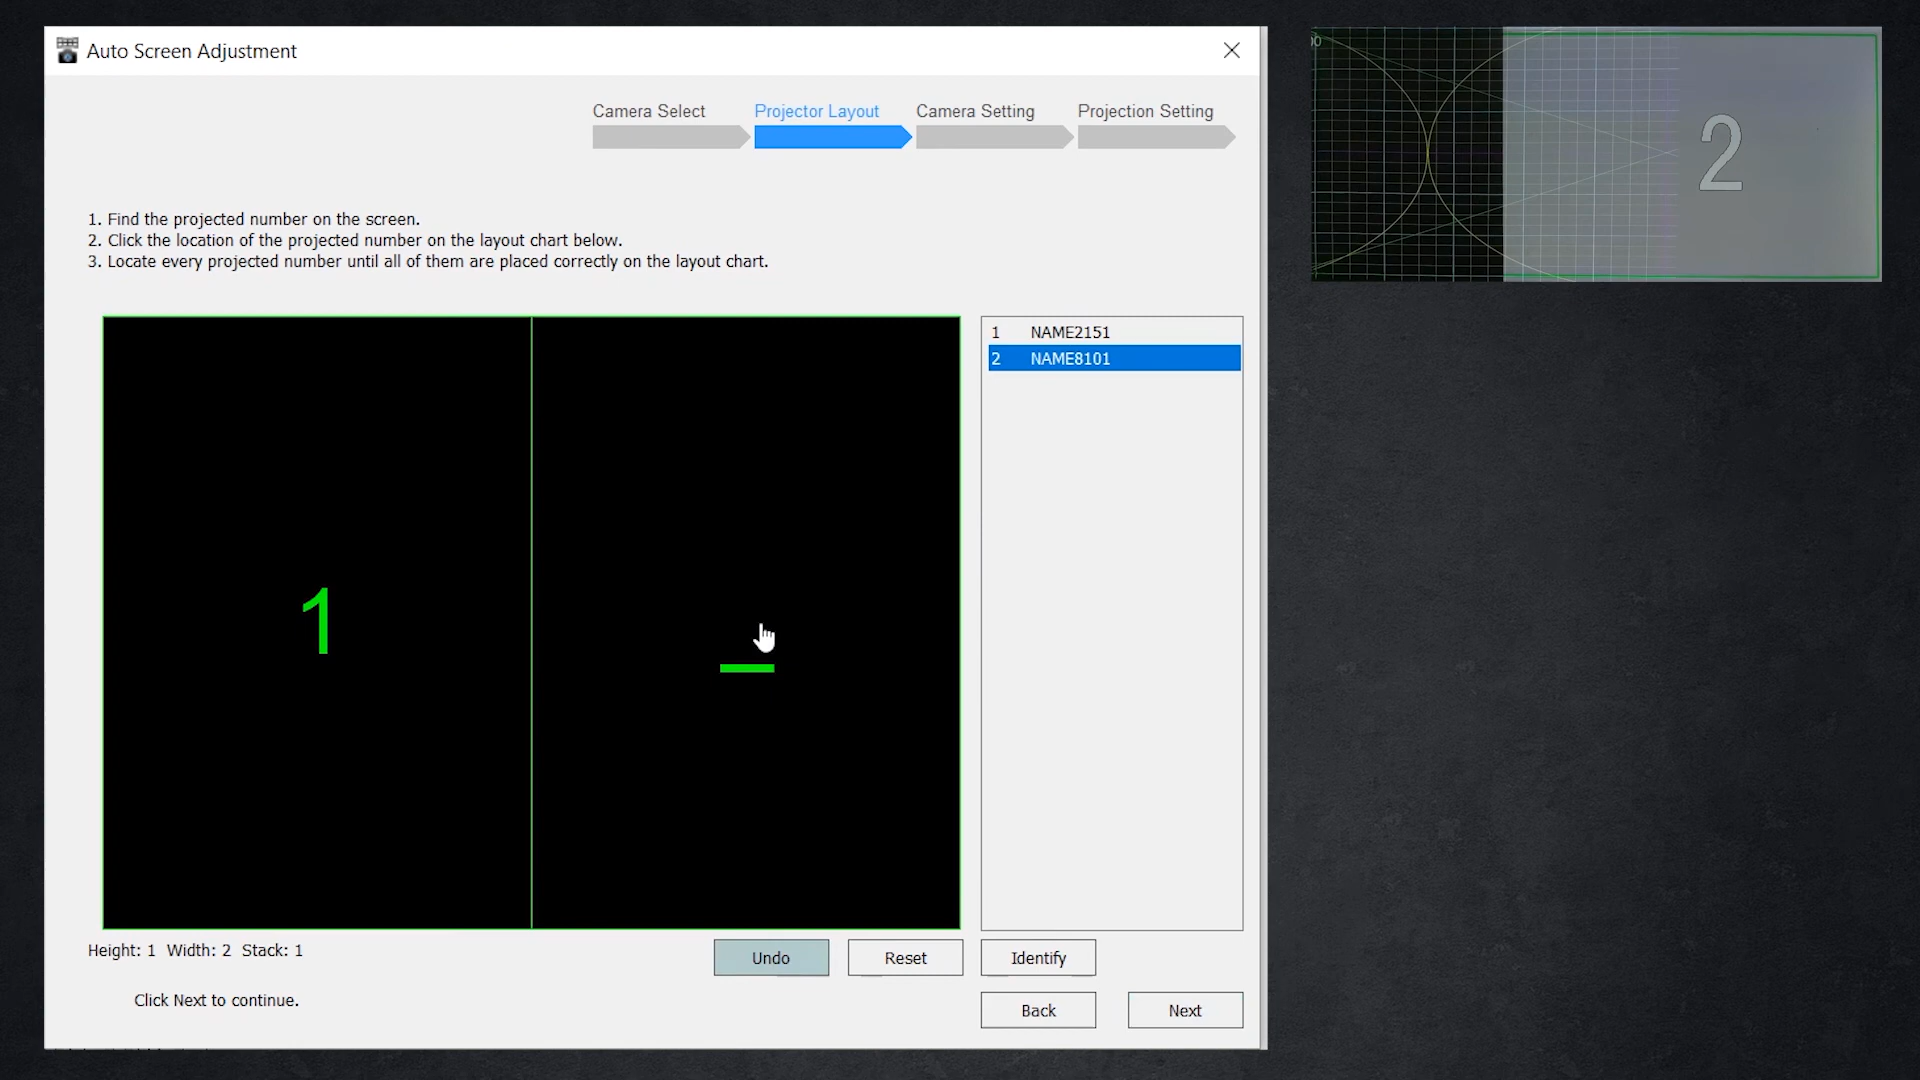 Auto Screen Adjustment
Camera Select Projector Layout Camera Setting Projection Setting
1. Find the projected number on the screen.
2. Click the location of the projected number on the layout chart below.
3. Locate every projected number until all of them are placed correctly on the layout chart.
1 NAME2151
2 NAME8101
1
_
Height: 1 Width: 2 Stack: 1
Undo Reset Identify
Click Next to continue.
Back Next
2